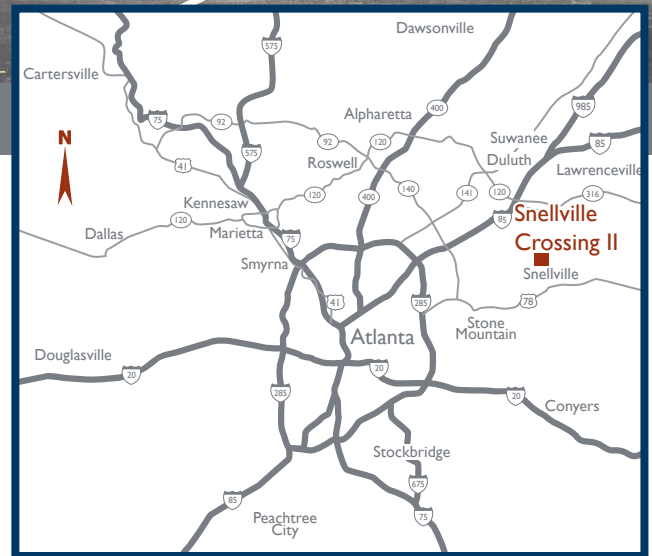 Dawsonville
575
Cartersville
985
400
Alpharetta
75
92
92
120
Suwanee
85
N
575
Roswell
Duluth
41
Lawrenceville
120
140
141
120
316
Kennesaw
400
Snellville
Crossing II
120
Marietta
85
Dallas
75
Smyrna
Snellville
41
285
78
Stone
Mountain
Atlanta
Douglasville
20
20
285
20
Conyers
Stockbridge
675
85
75
Peachtree
City